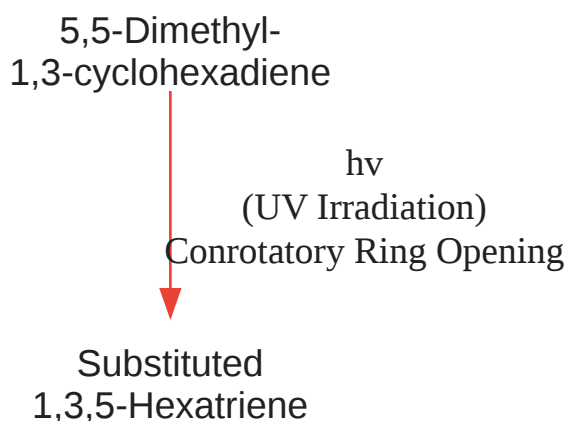 5,5-Dimethyl-
1,3-cyclohexadiene
hv
(UV Irradiation)
Conrotatory Ring Opening
Substituted
1,3,5-Hexatriene